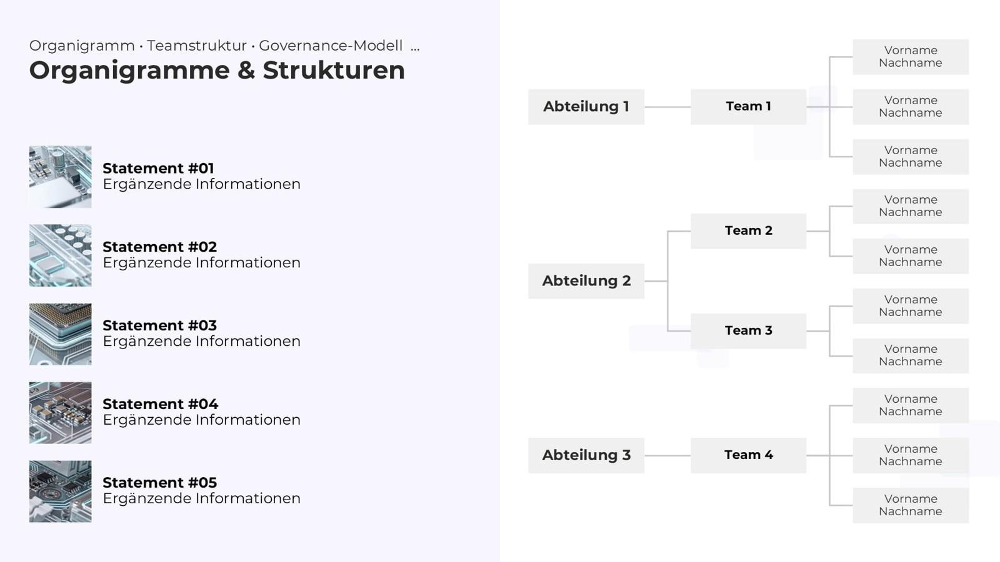 Organigramm · Teamstruktur · Governance-Modell ...
Organigramme & Strukturen
Statement #01
Ergänzende Informationen
Statement #02
Ergänzende Informationen
Statement #03
Ergänzende Informationen
Statement #04
Ergänzende Informationen
Statement #05
Ergänzende Informationen
Abteilung 1
Team 1
Vorname
Nachname
Vorname
Nachname
Vorname
Nachname
Abteilung 2
Team 2
Vorname
Nachname
Vorname
Nachname
Team 3
Vorname
Nachname
Vorname
Nachname
Abteilung 3
Team 4
Vorname
Nachname
Vorname
Nachname
Vorname
Nachname